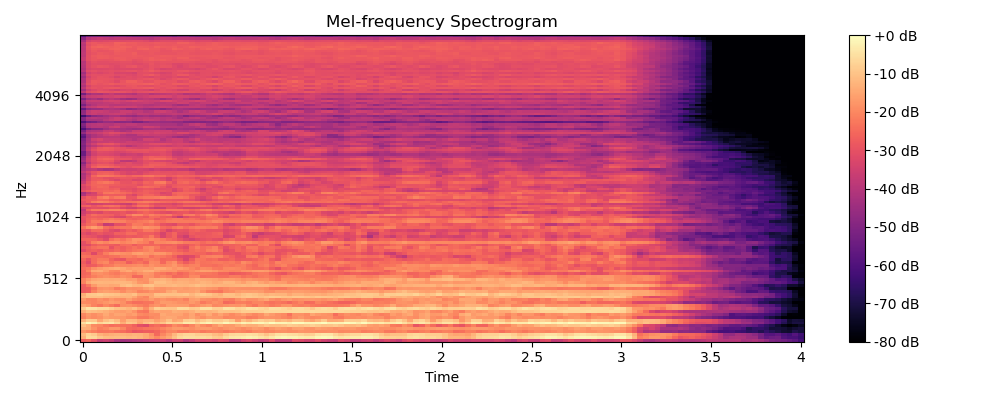 Mel-frequency Spectrogram
Hz
4096
2048
1024
512
0
0 0.5 1 1.5 2 2.5 3 3.5 4
Time
+0 dB
-10 dB
-20 dB
-30 dB
-40 dB
-50 dB
-60 dB
-70 dB
-80 dB